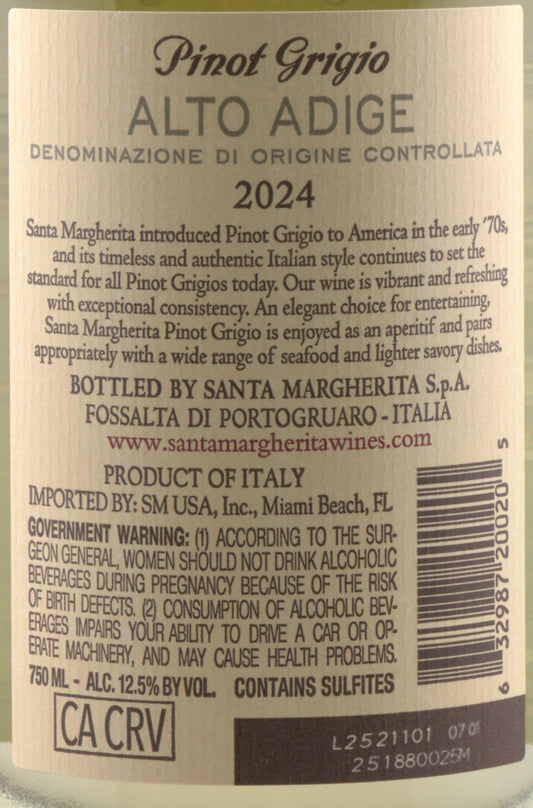 Pinot Grigio
ALTO ADIGE
DENOMINAZIONE DI ORIGINE CONTROLLATA
2024
Santa Margherita introduced Pinot Grigio to America in the early '70s,
and its timeless and authentic Italian style continues to set the
standard for all Pinot Grigios today. Our wine is vibrant and refreshing
with exceptional consistency. An elegant choice for entertaining,
Santa Margherita Pinot Grigio is enjoyed as an aperitif and pairs
appropriately with a wide range of seafood and lighter savory dishes.
BOTTLED BY SANTA MARGHERITA S.p.A.
FOSSALTA DI PORTOGRUARO - ITALIA
www.santamargheritawines.com
PRODUCT OF ITALY
IMPORTED BY: SM USA, Inc., Miami Beach, FL
GOVERNMENT WARNING: (1) ACCORDING TO THE SUR-
GEON GENERAL, WOMEN SHOULD NOT DRINK ALCOHOLIC
BEVERAGES DURING PREGNANCY BECAUSE OF THE RISK
OF BIRTH DEFECTS. (2) CONSUMPTION OF ALCOHOLIC BEV-
ERAGES IMPAIRS YOUR ABILITY TO DRIVE A CAR OR OP-
ERATE MACHINERY, AND MAY CAUSE HEALTH PROBLEMS.
750 ML - ALC. 12.5% BY VOL. CONTAINS SULFITES
CA CRV
6 32987 20020 5
L2521101 07 01
251880025M